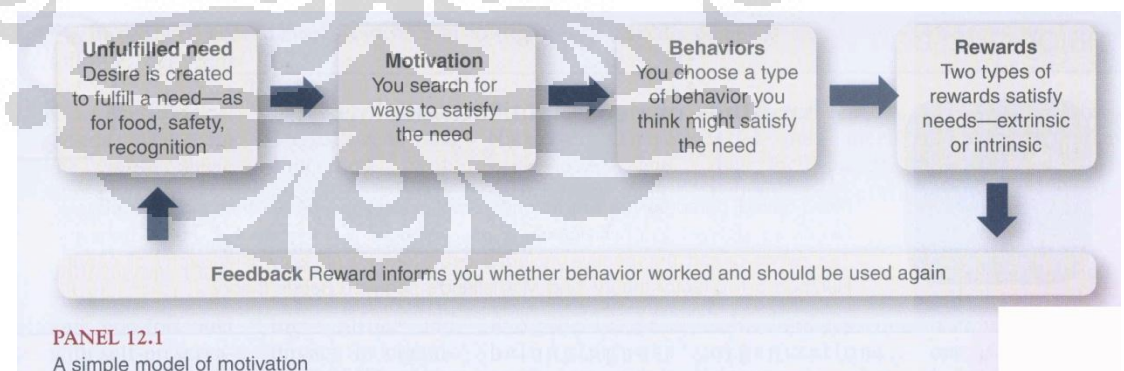 Unfulfilled need
Desire is created
to fulfill a need—as
for food, safety,
recognition
Motivation
You search for
ways to satisfy
the need
Behaviors
You choose a type
of behavior you
think might satisfy
the need
Rewards
Two types of
rewards satisfy
needs—extrinsic
or intrinsic
Feedback Reward informs you whether behavior worked and should be used again
PANEL 12.1
A simple model of motivation